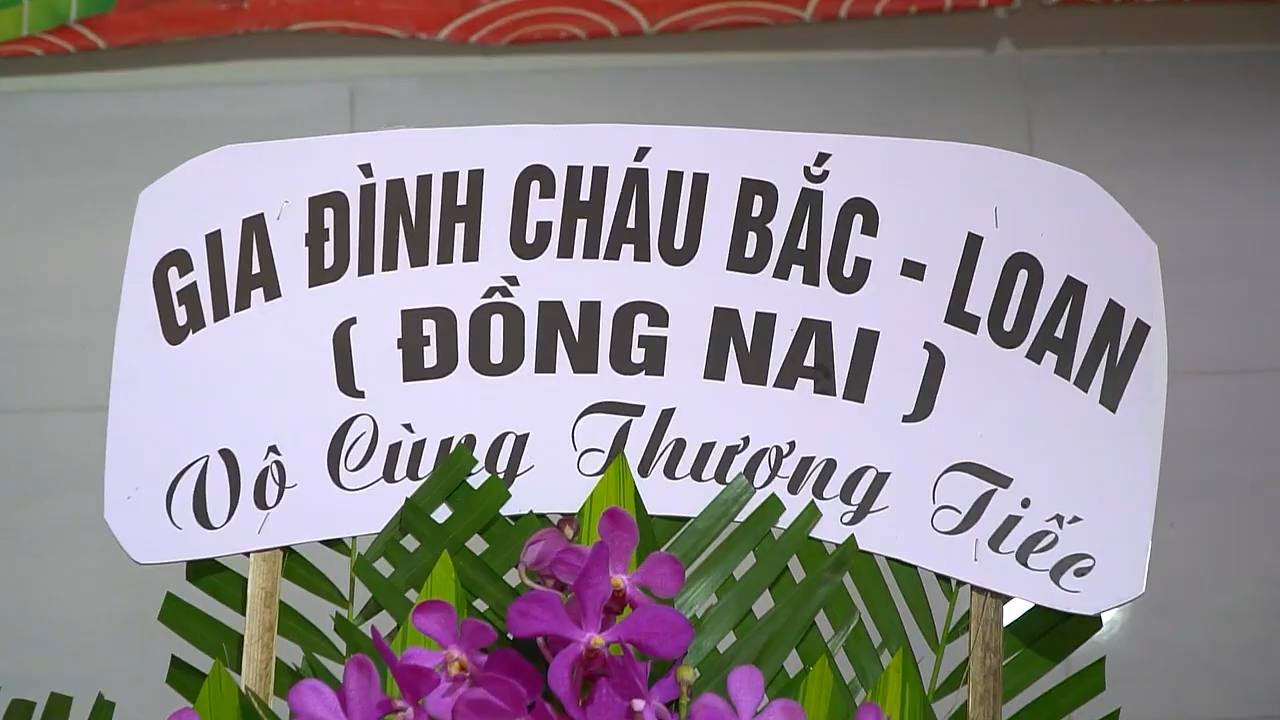 GIA ĐÌNH CHÁU BẮC - LOAN
( ĐỒNG NAI )
Vô Cùng Thương Tiếc